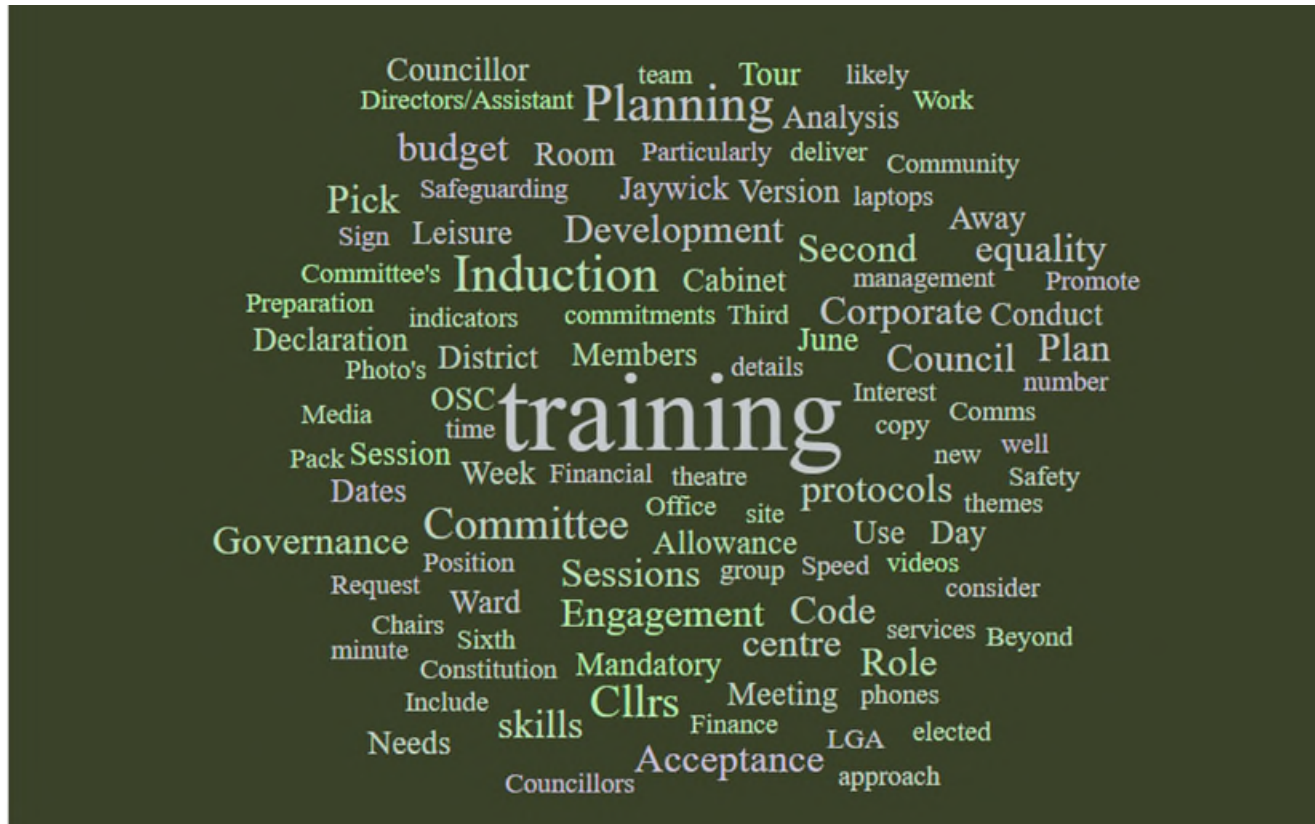 Councillor team Tour likely
Directors/Assistant Planning Analysis Work
budget Room Particularly deliver Community
Pick Safeguarding Jaywick Version laptops
Sign Leisure Development Second Away equality
Committee's Induction Cabinet management Promote
Preparation indicators commitments Third Corporate Conduct
Declaration District Members June Council Plan
Photo's details number
Media OSC training Interest copy Comms
time new well
Pack Session Week Financial theatre protocols Safety
Dates Office site themes
Governance Committee Allowance Use Day
Request Position Sessions group Speed videos consider
Ward Engagement Code services Beyond
Chairs Sixth
minute Constitution Mandatory centre Role
Include Cllrs Meeting phones
Needs skills Finance LGA elected
Councillors Acceptance approach